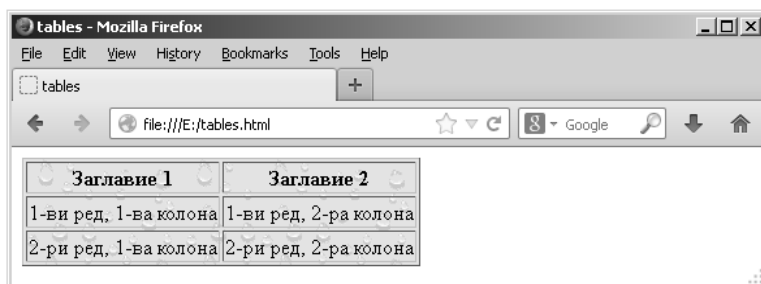 tables - Mozilla Firefox
File Edit View History Bookmarks Tools Help
tables +
file:///E:/tables.html 8 Google
Заглавие 1 Заглавие 2
1-ви ред, 1-ва колона 1-ви ред, 2-ра колона
2-ри ред, 1-ва колона 2-ри ред, 2-ра колона